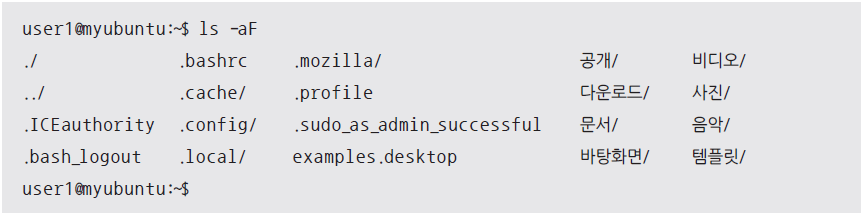 user1@myubuntu:~$ ls -aF
./ .bashrc .mozilla/ 공개/ 비디오/
../ .cache/ .profile 다운로드/ 사진/
.ICEauthority .config/ .sudo_as_admin_successful 문서/ 음악/
.bash_logout .local/ examples.desktop 바탕화면/ 템플릿/
user1@myubuntu:~$